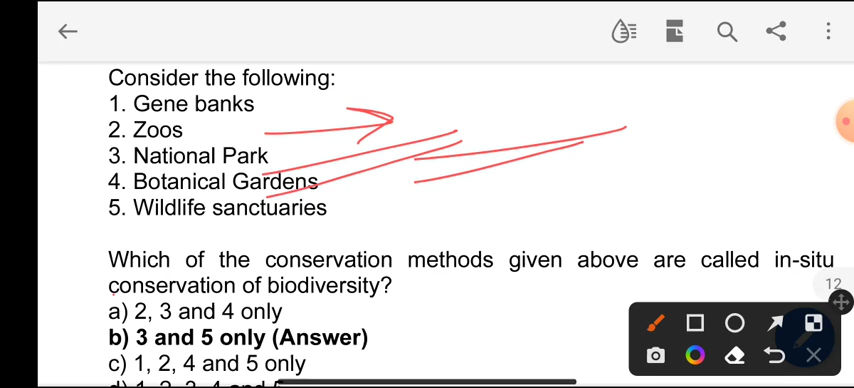 Consider the following:
1. Gene banks
2. Zoos
3. National Park
4. Botanical Gardens
5. Wildlife sanctuaries
Which of the conservation methods given above are called in-situ
conservation of biodiversity?
12
a) 2, 3 and 4 only
b) 3 and 5 only (Answer)
c) 1, 2, 4 and 5 only